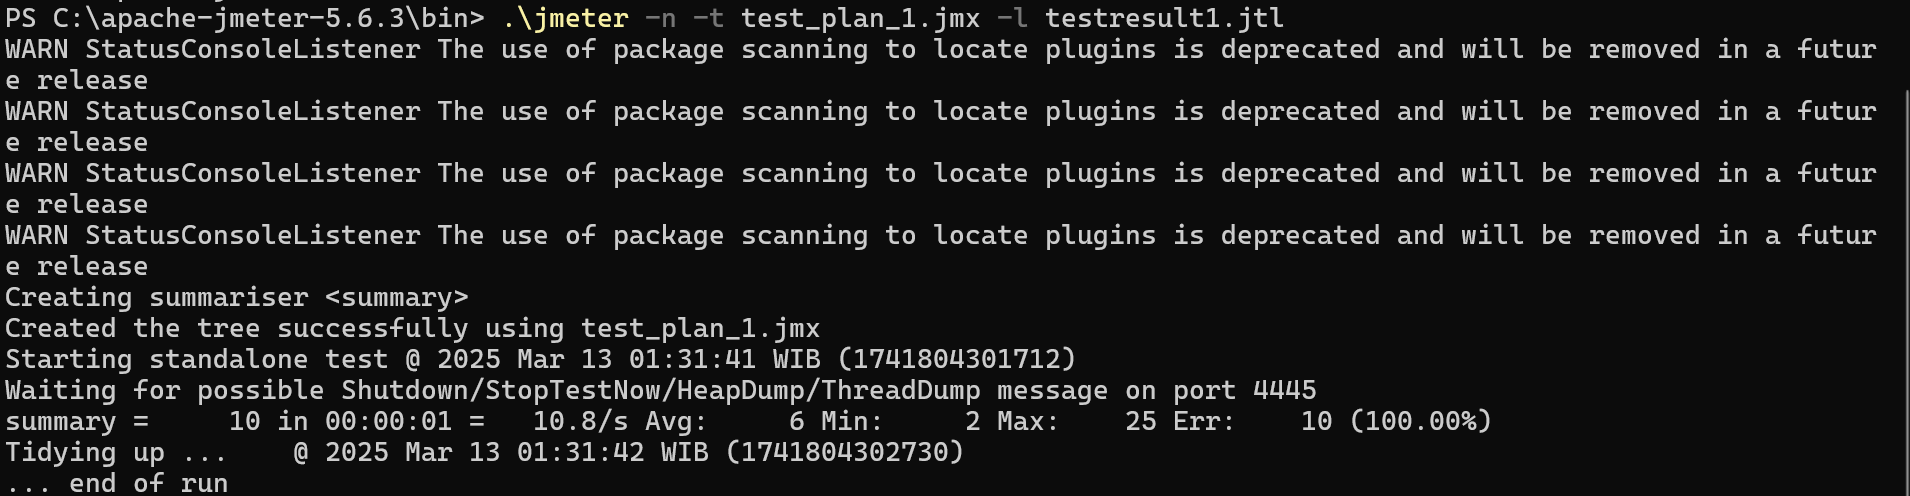 PS C:\apache-jmeter-5.6.3\bin> .\jmeter -n -t test_plan_1.jmx -l testresult1.jtl
WARN StatusConsoleListener The use of package scanning to locate plugins is deprecated and will be removed in a futur
e release
WARN StatusConsoleListener The use of package scanning to locate plugins is deprecated and will be removed in a futur
e release
WARN StatusConsoleListener The use of package scanning to locate plugins is deprecated and will be removed in a futur
e release
WARN StatusConsoleListener The use of package scanning to locate plugins is deprecated and will be removed in a futur
e release
Creating summariser <summary>
Created the tree successfully using test_plan_1.jmx
Starting standalone test @ 2025 Mar 13 01:31:41 WIB (1741804301712)
Waiting for possible Shutdown/StopTestNow/HeapDump/ThreadDump message on port 4445
summary =     10 in 00:00:01 =   10.8/s Avg:     6 Min:     2 Max:    25 Err:    10 (100.00%)
Tidying up ...    @ 2025 Mar 13 01:31:42 WIB (1741804302730)
... end of run